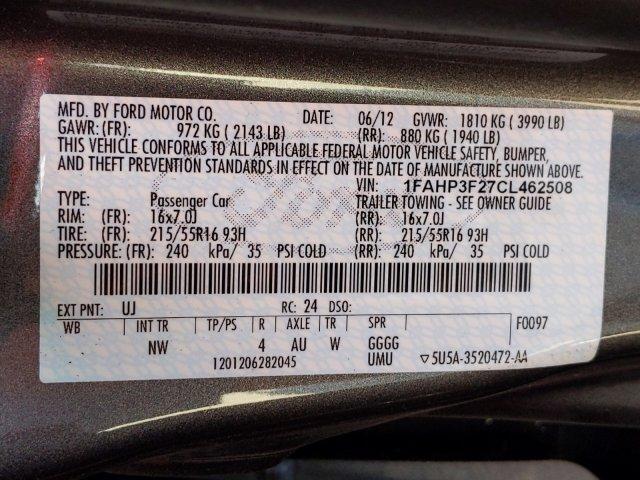 MFD. BY FORD MOTOR CO. DATE: 06/12 GVWR: 1810 KG ( 3990 LB)
GAWR: (FR): 972 KG ( 2143 LB) (RR): 880 KG ( 1940 LB)
THIS VEHICLE CONFORMS TO ALL APPLICABLE FEDERAL MOTOR VEHICLE SAFETY, BUMPER,
AND THEFT PREVENTION STANDARDS IN EFFECT ON THE DATE OF MANUFACTURE SHOWN ABOVE.
VIN: 1FAHP3F27CL462508
TYPE: Passenger Car TRAILER TOWING - SEE OWNER GUIDE
RIM: (FR): 16x7.0J (RR): 16x7.0J
TIRE: (FR): 215/55R16 93H (RR): 215/55R16 93H
PRESSURE: (FR): 240 kPa/ 35 PSI COLD (RR): 240 kPa/ 35 PSI COLD
EXT PNT: UJ RC: 24 DSO:
WB INT TR TP/PS R AXLE TR SPR F0097
NW 4 AU W GGGG
1201206282045 UMU ▽5U5A-3520472-AA